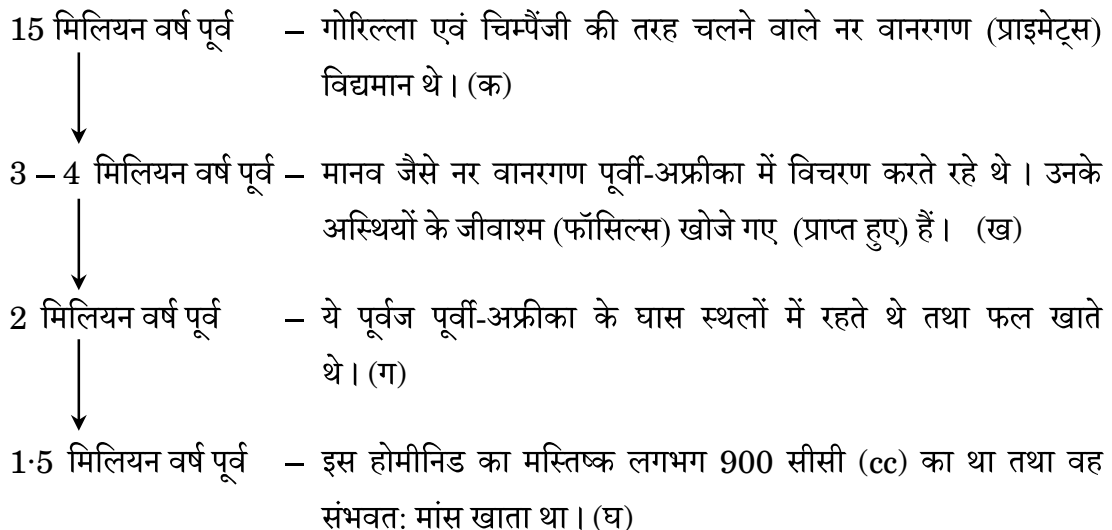 15 मिलियन वर्ष पूर्व – गोरिल्ला एवं चिम्पैंजी की तरह चलने वाले नर वानरगण (प्राइमेट्स)
विद्यमान थे । (क)
3 – 4 मिलियन वर्ष पूर्व – मानव जैसे नर वानरगण पूर्वी-अफ्रीका में विचरण करते रहे थे । उनके
अस्थियों के जीवाश्म (फॉसिल्स) खोजे गए (प्राप्त हुए) हैं । (ख)
2 मिलियन वर्ष पूर्व – ये पूर्वज पूर्वी-अफ्रीका के घास स्थलों में रहते थे तथा फल खाते
थे । (ग)
1·5 मिलियन वर्ष पूर्व – इस होमीनिड का मस्तिष्क लगभग 900 सीसी (cc) का था तथा वह
संभवत: मांस खाता था । (घ)